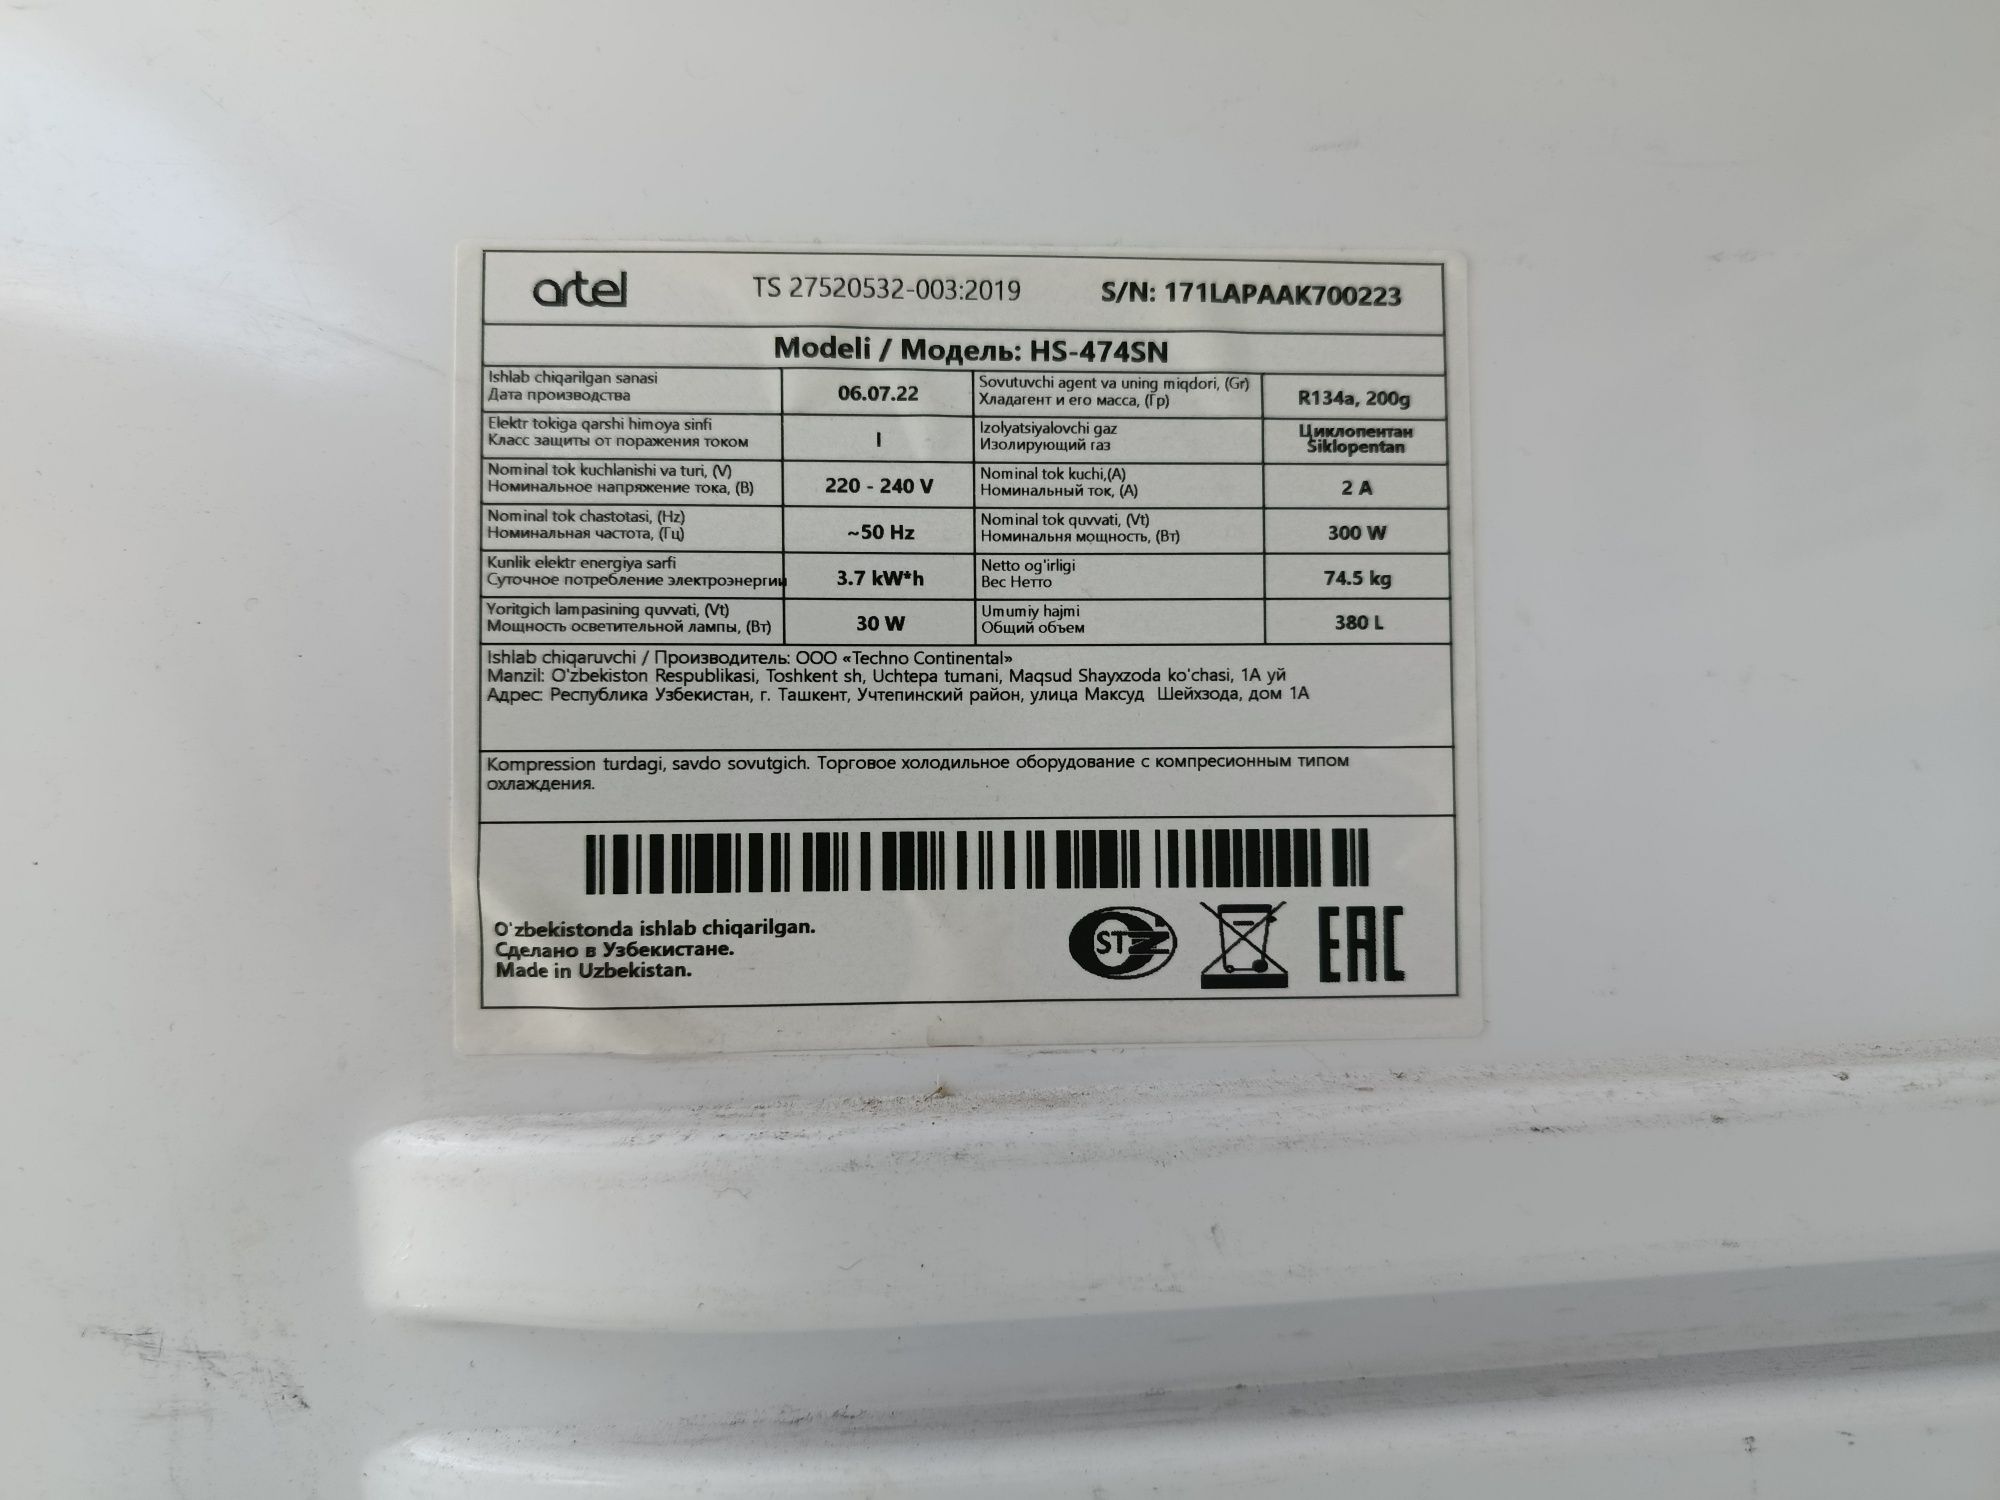 artel TS 27520532-003:2019 S/N: 171LAPAAK700223
Modeli / Модель: HS-474SN
Ishlab chiqarilgan sanasi
Дата производства
06.07.22
Sovutuvchi agent va uning miqdori, (Gr)
Хладагент и его масса, (Гр)
R134a, 200g
Elektr tokiga qarshi himoya sinfi
Класс защиты от поражения током
I
Izolyatsiyalovchi gaz
Изолирующий газ
Циклопентан
Siklopentan
Nominal tok kuchlanishi va turi, (V)
Номинальное напряжение тока, (В)
220 - 240 V
Nominal tok kuchi,(A)
Номинальный ток, (А)
2 A
Nominal tok chastotasi, (Hz)
Номинальная частота, (Гц)
~50 Hz
Nominal tok quvvati, (Vt)
Номинальня мощность, (Вт)
300 W
Kunlik elektr energiya sarfi
Суточное потребление электроэнергии
3.7 kW*h
Netto og'irligi
Вес Нетто
74.5 kg
Yoritgich lampasining quvvati, (Vt)
Мощность осветительной лампы, (Вт)
30 W
Umumiy hajmi
Общий объем
380 L
Ishlab chiqaruvchi / Производитель: ООО «Techno Continental»
Manzil: O'zbekiston Respublikasi, Toshkent sh, Uchtepa tumani, Maqsud Shayxzoda ko'chasi, 1A уй
Адрес: Республика Узбекистан, г. Ташкент, Учтепинский район, улица Максуд Шейхзода, дом 1А
Kompression turdagi, savdo sovutgich. Торговое холодильное оборудование с компресионным типом
охлаждения.
O'zbekistonda ishlab chiqarilgan.
Сделано в Узбекистане.
Made in Uzbekistan.
ST
EAC